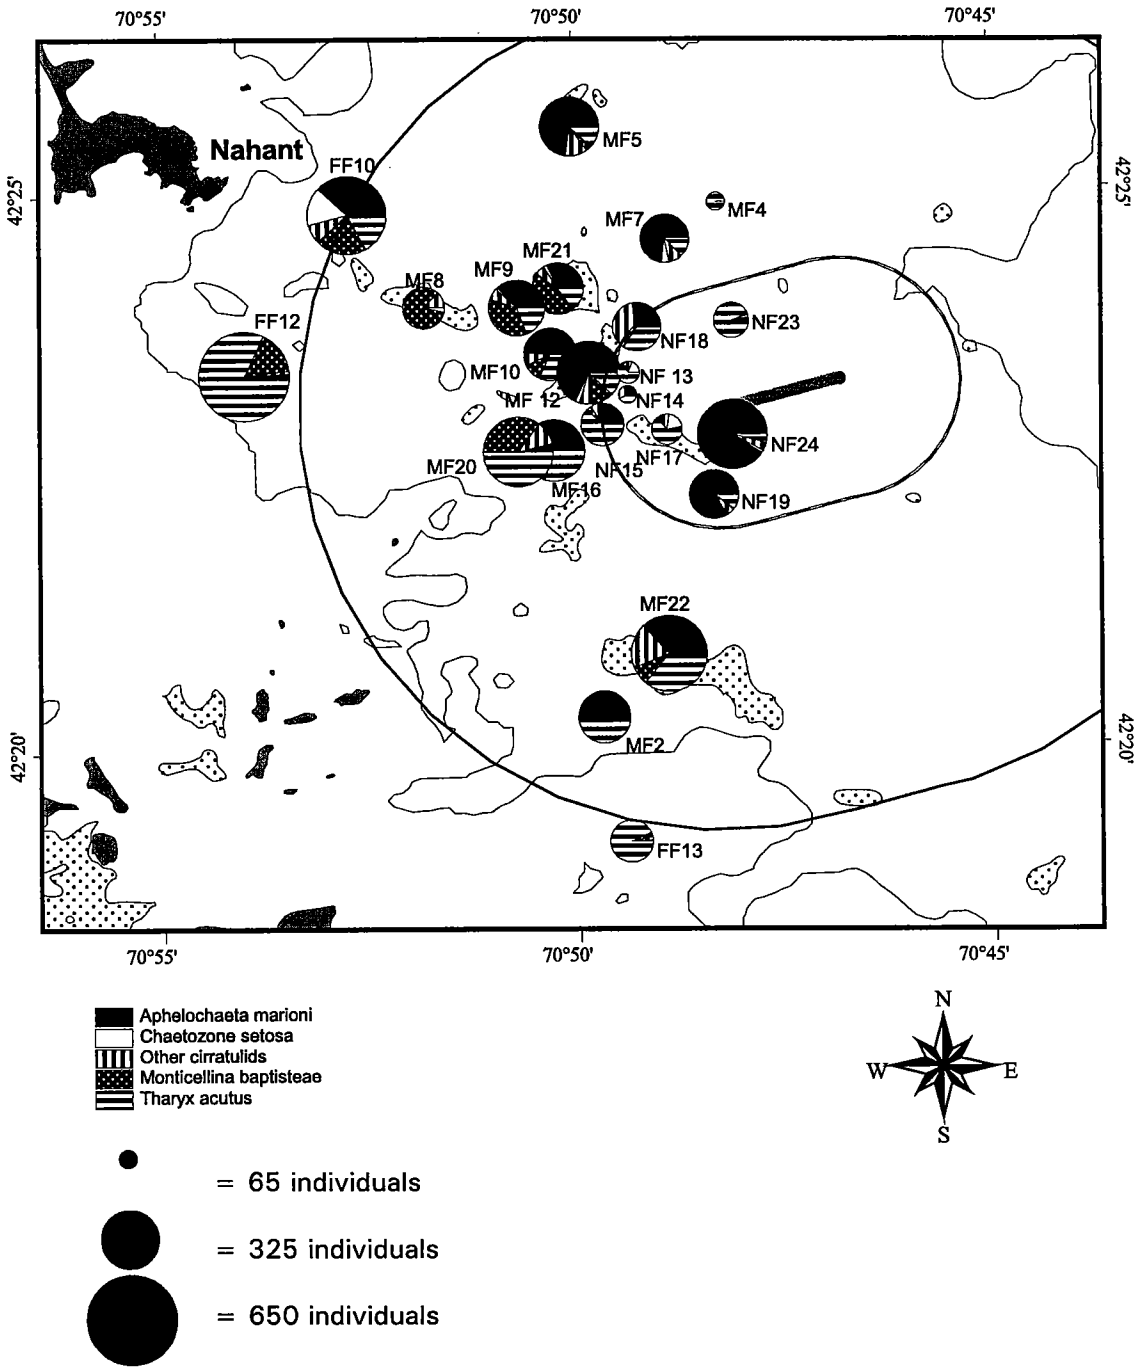 70°55' 70°50' 70°45'
42°25'
42°25'
Nahant
FF10
MF5
MF4
MF7
MF21
MF9
MF8
FF12
NF23
NF18
MF10
NF 13
NF14
MF 12
NF24
NF17
NF15
MF20
MF16
NF19
MF22
MF2
FF13
42°20'
42°20'
70°55' 70°50' 70°45'
Aphelochaeta marioni
Chaetozone setosa
Other cirratulids
Monticellina baptisteae
Tharyx acutus
N
W E
S
= 65 individuals
= 325 individuals
= 650 individuals